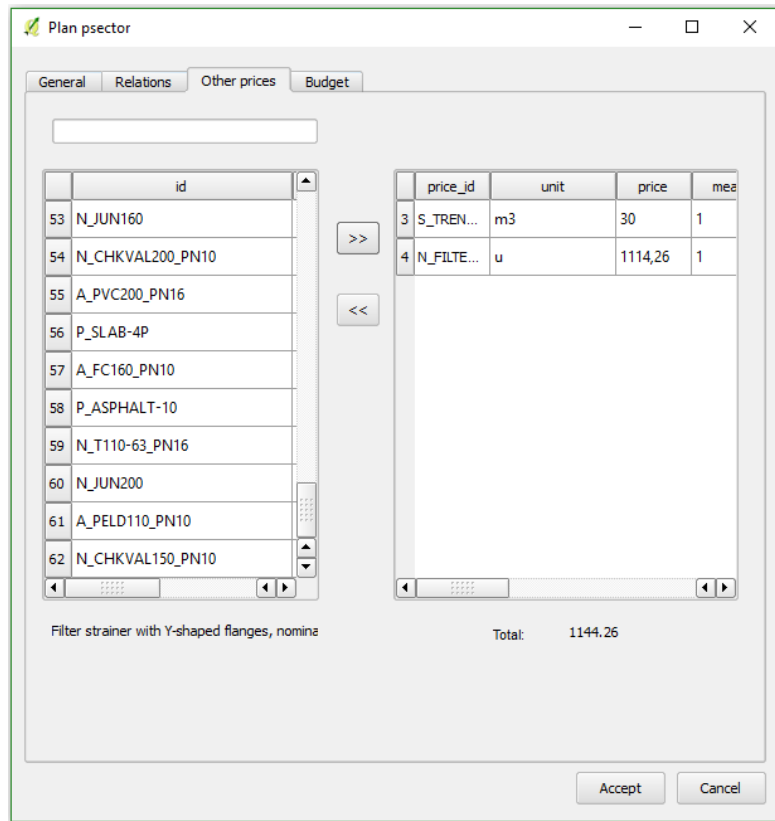 Plan psector
General Relations Other prices Budget
id
53 N_JUN160
54 N_CHKVAL200_PN10
55 A_PVC200_PN16
56 P_SLAB-4P
57 A_FC160_PN10
58 P_ASPHALT-10
59 N_T110-63_PN16
60 N_JUN200
61 A_PELD110_PN10
62 N_CHKVAL150_PN10
>>
<<
price_id unit price mea
3 S_TREN... m3 30 1
4 N_FILTE... u 1114,26 1
Filter strainer with Y-shaped flanges, nomina
Total: 1144.26
Accept Cancel